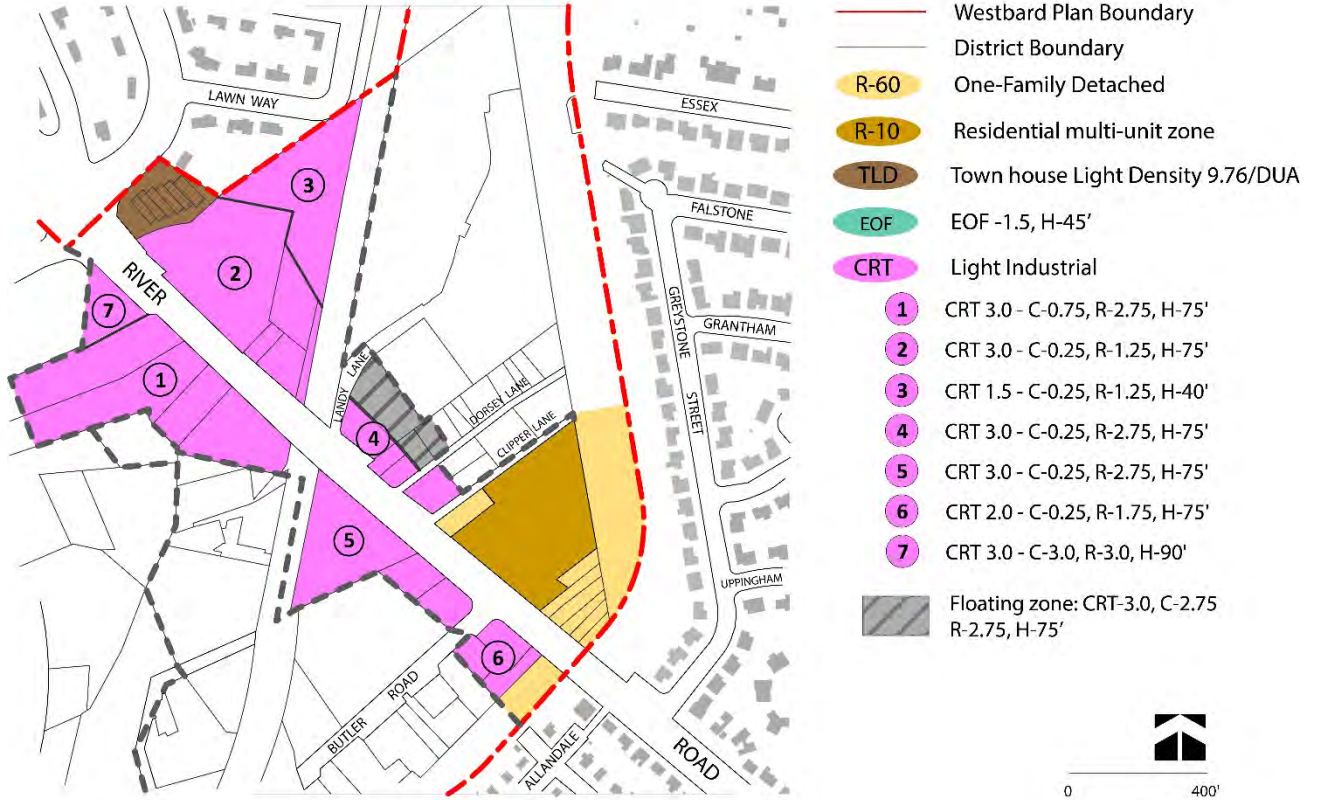 LAWN WAY
ESSEX
FALSTONE
GRANTHAM
GREYSTONE
STREET
UPPINGHAM
RIVER
ROAD
LANDY LANE
DORSEY LANE
CLIPPER LANE
BUTLER ROAD
ALLANDALE
3
2
7
1
4
5
6
Westbard Plan Boundary
District Boundary
R-60 One-Family Detached
R-10 Residential multi-unit zone
TLD Town house Light Density 9.76/DUA
EOF EOF -1.5, H-45’
CRT Light Industrial
1 CRT 3.0 - C-0.75, R-2.75, H-75'
2 CRT 3.0 - C-0.25, R-1.25, H-75'
3 CRT 1.5 - C-0.25, R-1.25, H-40'
4 CRT 3.0 - C-0.25, R-2.75, H-75'
5 CRT 3.0 - C-0.25, R-2.75, H-75'
6 CRT 2.0 - C-0.25, R-1.75, H-75'
7 CRT 3.0 - C-3.0, R-3.0, H-90'
Floating zone: CRT-3.0, C-2.75
R-2.75, H-75’
0 400'